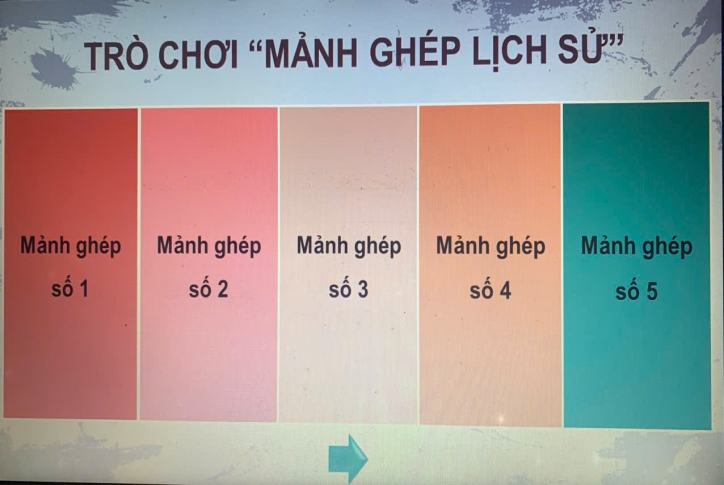 TRÒ CHƠI “MẢNH GHÉP LỊCH SỬ”
Mảnh ghép
số 1
Mảnh ghép
số 2
Mảnh ghép
số 3
Mảnh ghép
số 4
Mảnh ghép
số 5